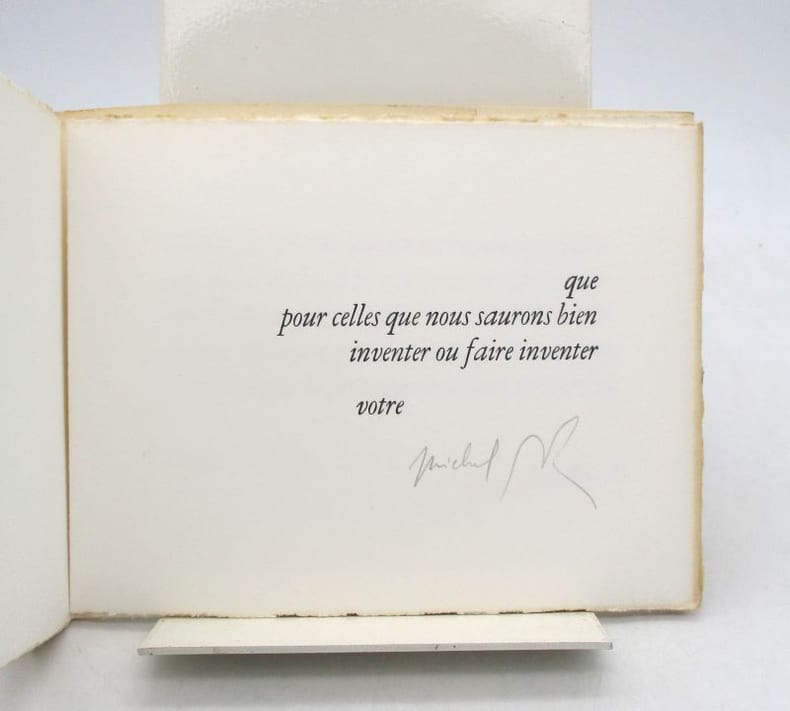 que
pour celles que nous saurons bien
inventer ou faire inventer
votre
michel